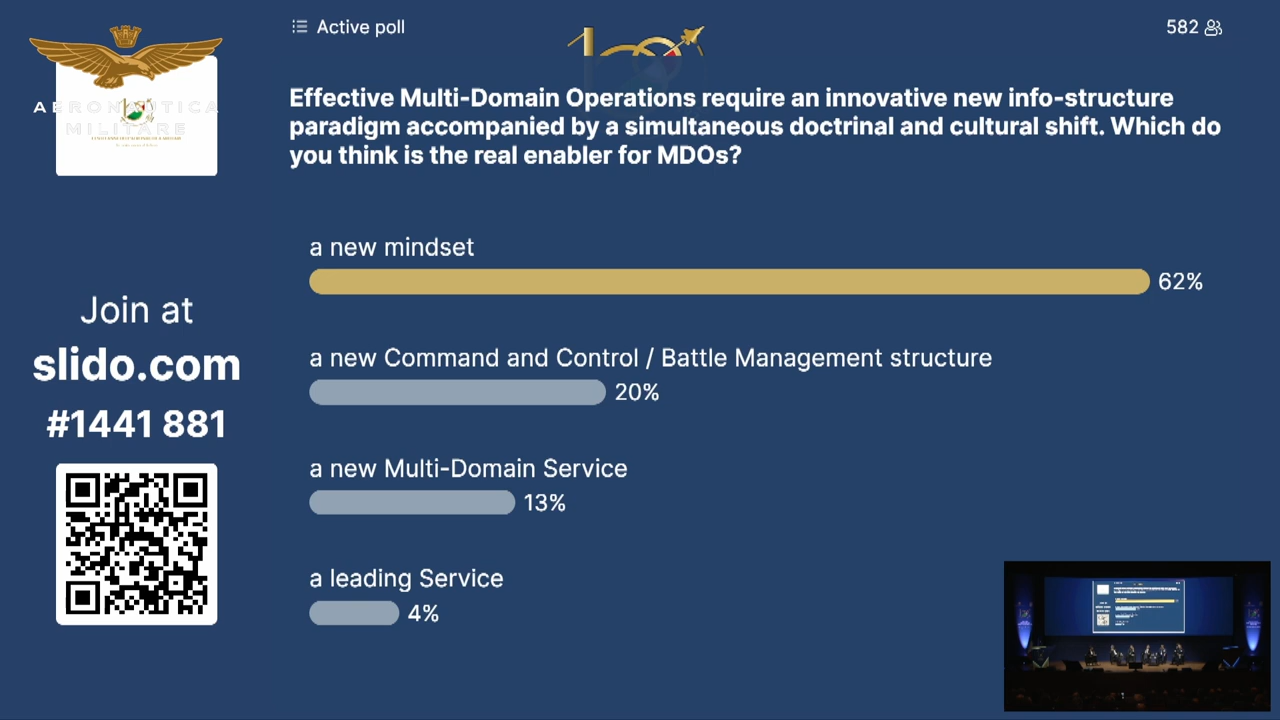 AERONAUTICA
MILITARE
Active poll
582
Effective Multi-Domain Operations require an innovative new info-structure
paradigm accompanied by a simultaneous doctrinal and cultural shift. Which do
you think is the real enabler for MDOs?
a new mindset
62%
a new Command and Control / Battle Management structure
20%
a new Multi-Domain Service
13%
a leading Service
4%
Join at
slido.com
#1441 881